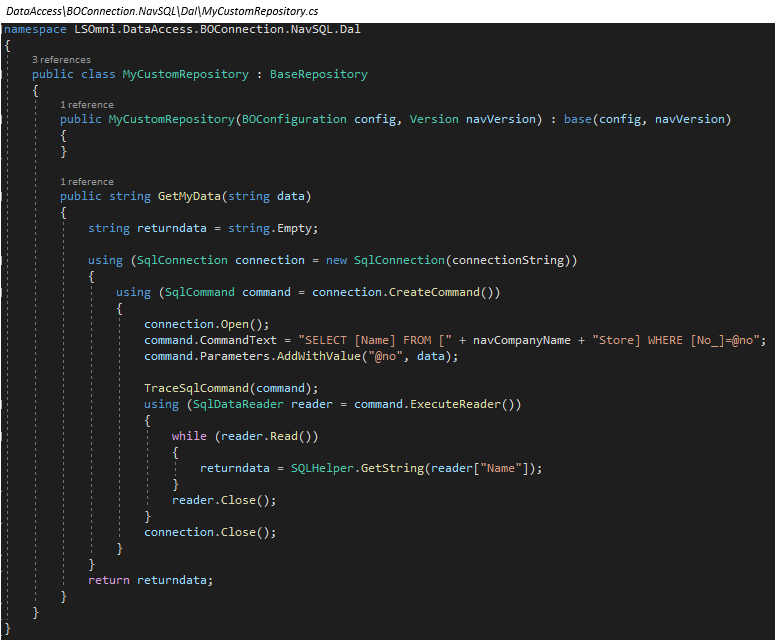 DataAccess\BOConnection.NavSQL\Dal\MyCustomRepository.cs
namespace LSOmni.DataAccess.BOConnection.NavSQL.Dal
{
3 references
public class MyCustomRepository : BaseRepository
{
1 reference
public MyCustomRepository(BOConfiguration config, Version navVersion) : base(config, navVersion)
{
}
1 reference
public string GetMyData(string data)
{
string returndata = string.Empty;
using (SqlConnection connection = new SqlConnection(connectionString))
{
using (SqlCommand command = connection.CreateCommand())
{
connection.Open();
command.CommandText = "SELECT [Name] FROM [" + navCompanyName + "Store] WHERE [No_]=@no";
command.Parameters.AddWithValue("@no", data);
TraceSqlCommand(command);
using (SqlDataReader reader = command.ExecuteReader())
{
while (reader.Read())
{
returndata = SQLHelper.GetString(reader["Name"]);
}
reader.Close();
}
connection.Close();
}
}
return returndata;
}
}
}